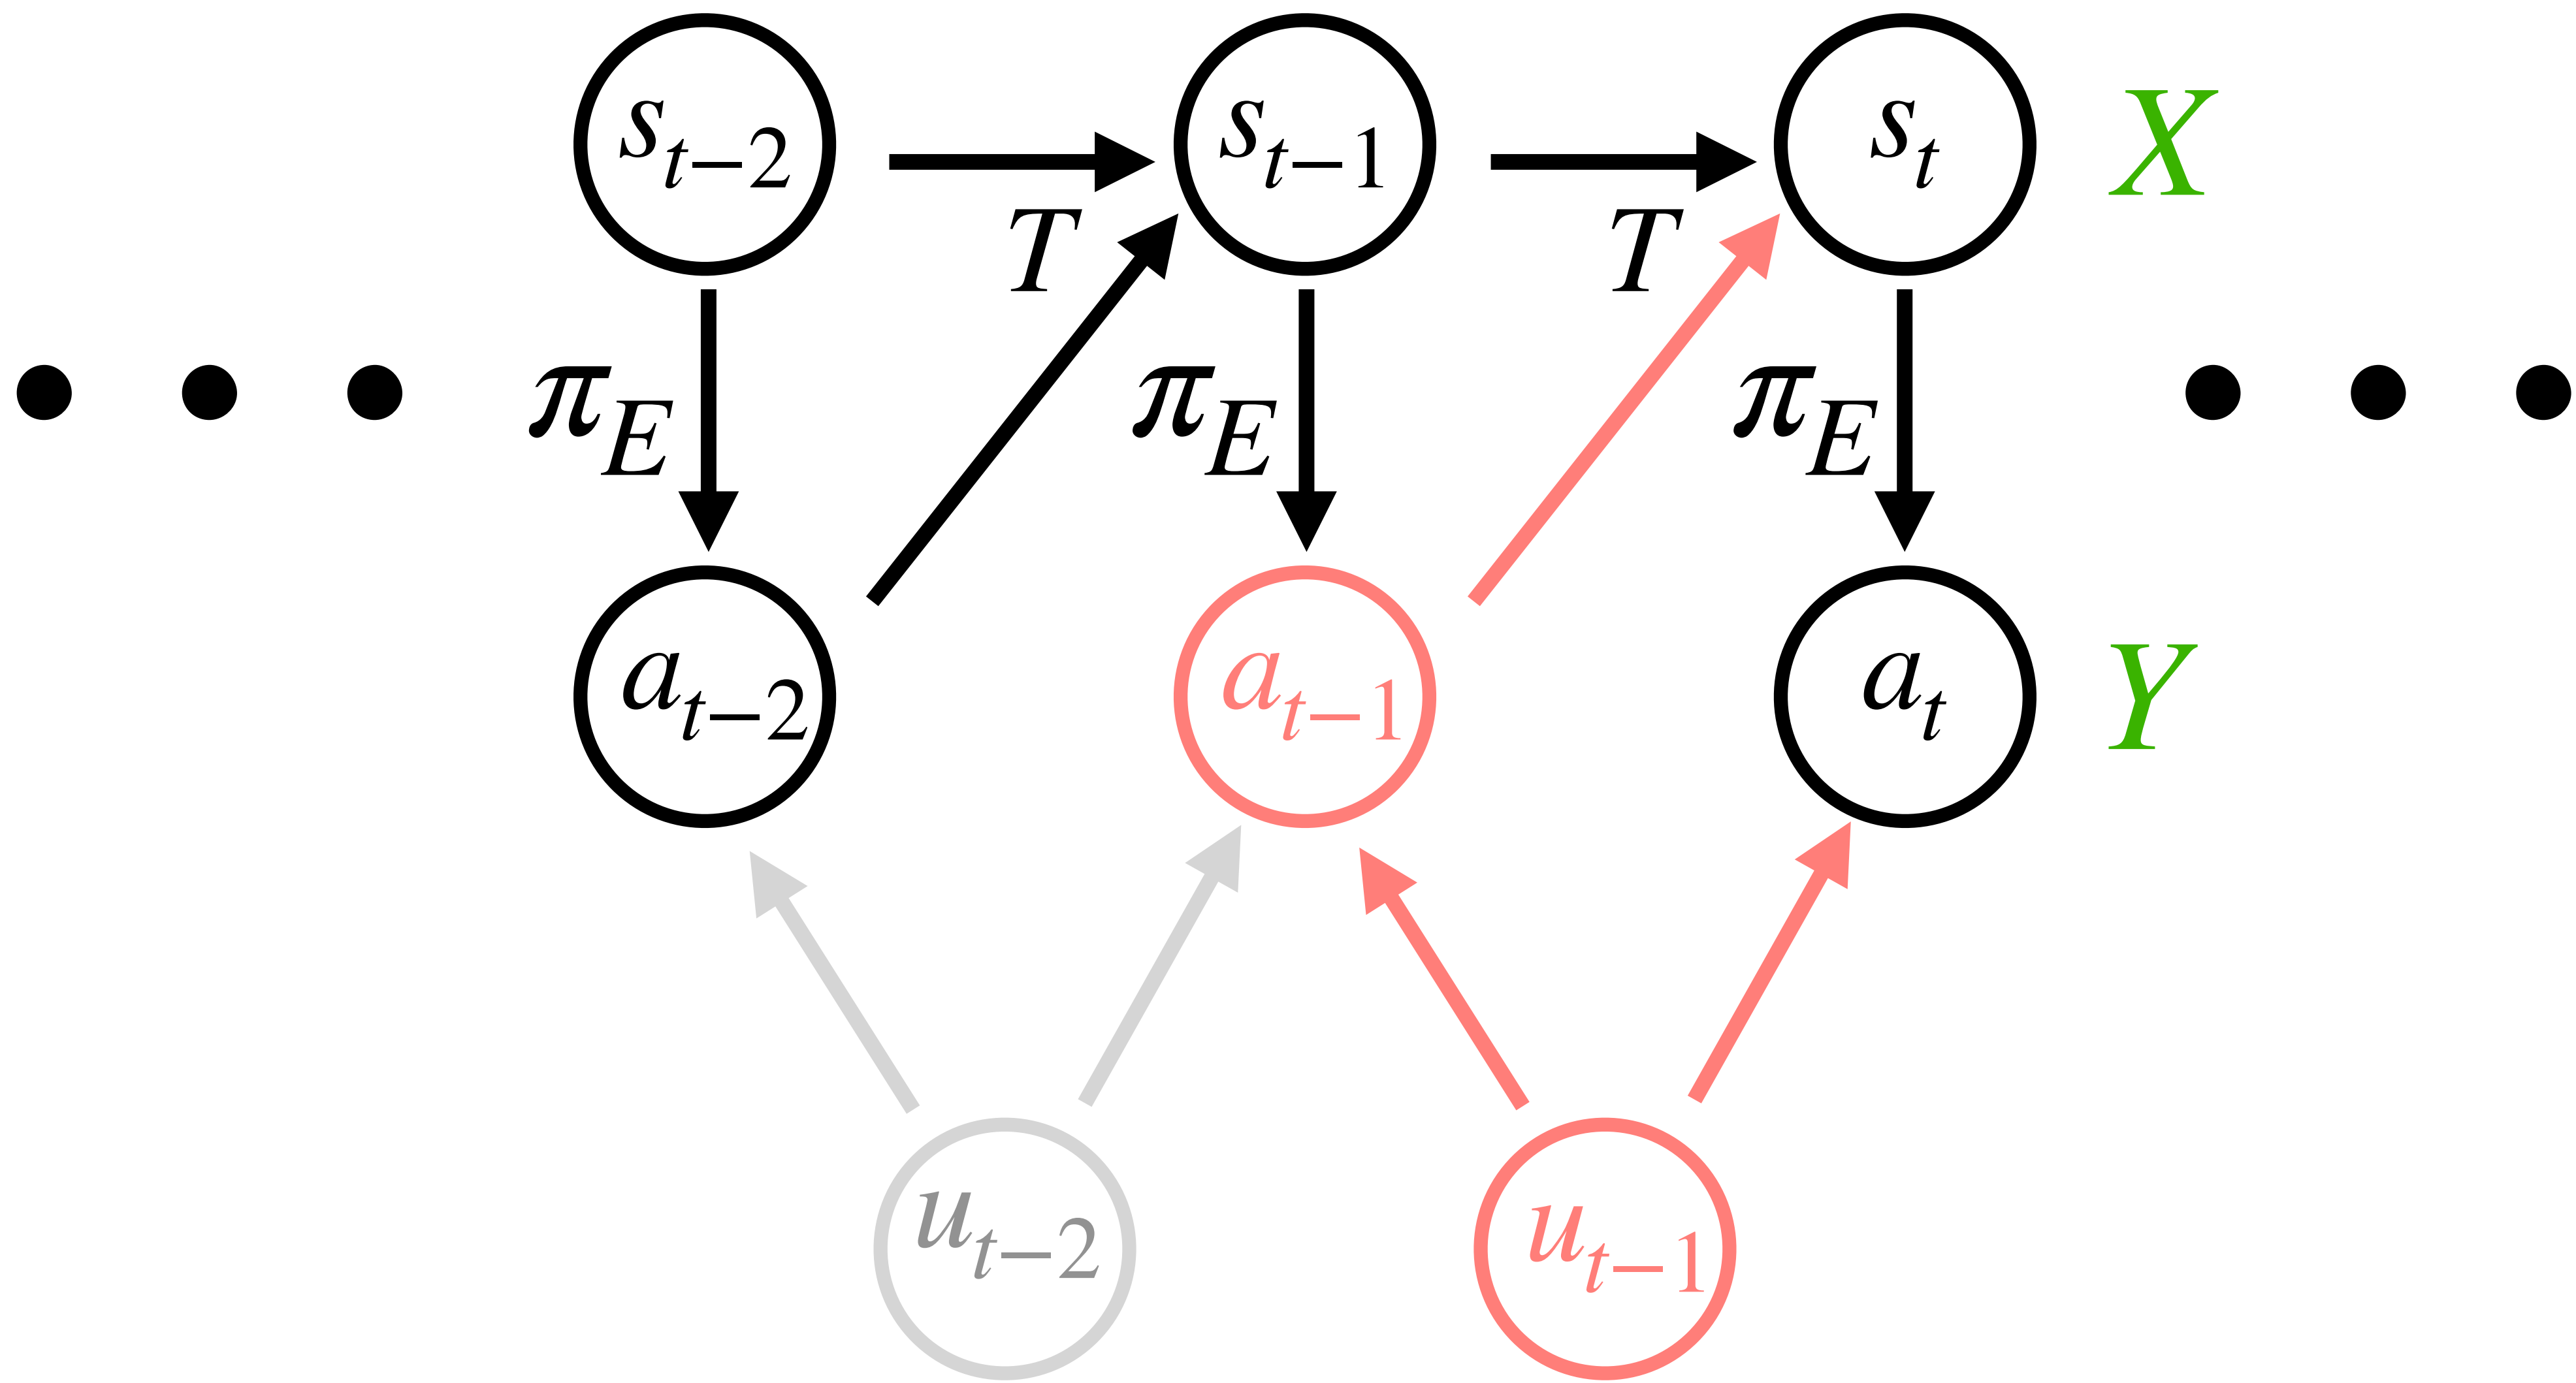 s_{t−2} s_{t−1} s_t X
T T
π_E π_E π_E
a_{t−2} a_{t−1} a_t Y
u_{t−2} u_{t−1}